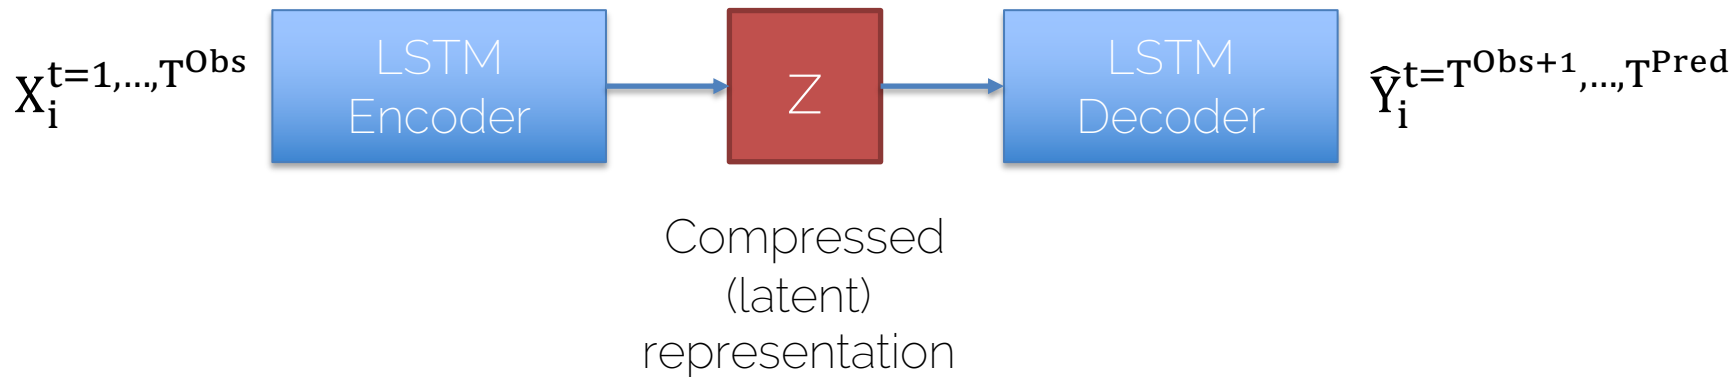 X_i^{t=1,...,T^{Obs}}
LSTM
Encoder
Z
LSTM
Decoder
Ŷ_i^{t=T^{Obs+1},...,T^{Pred}}
Compressed
(latent)
representation